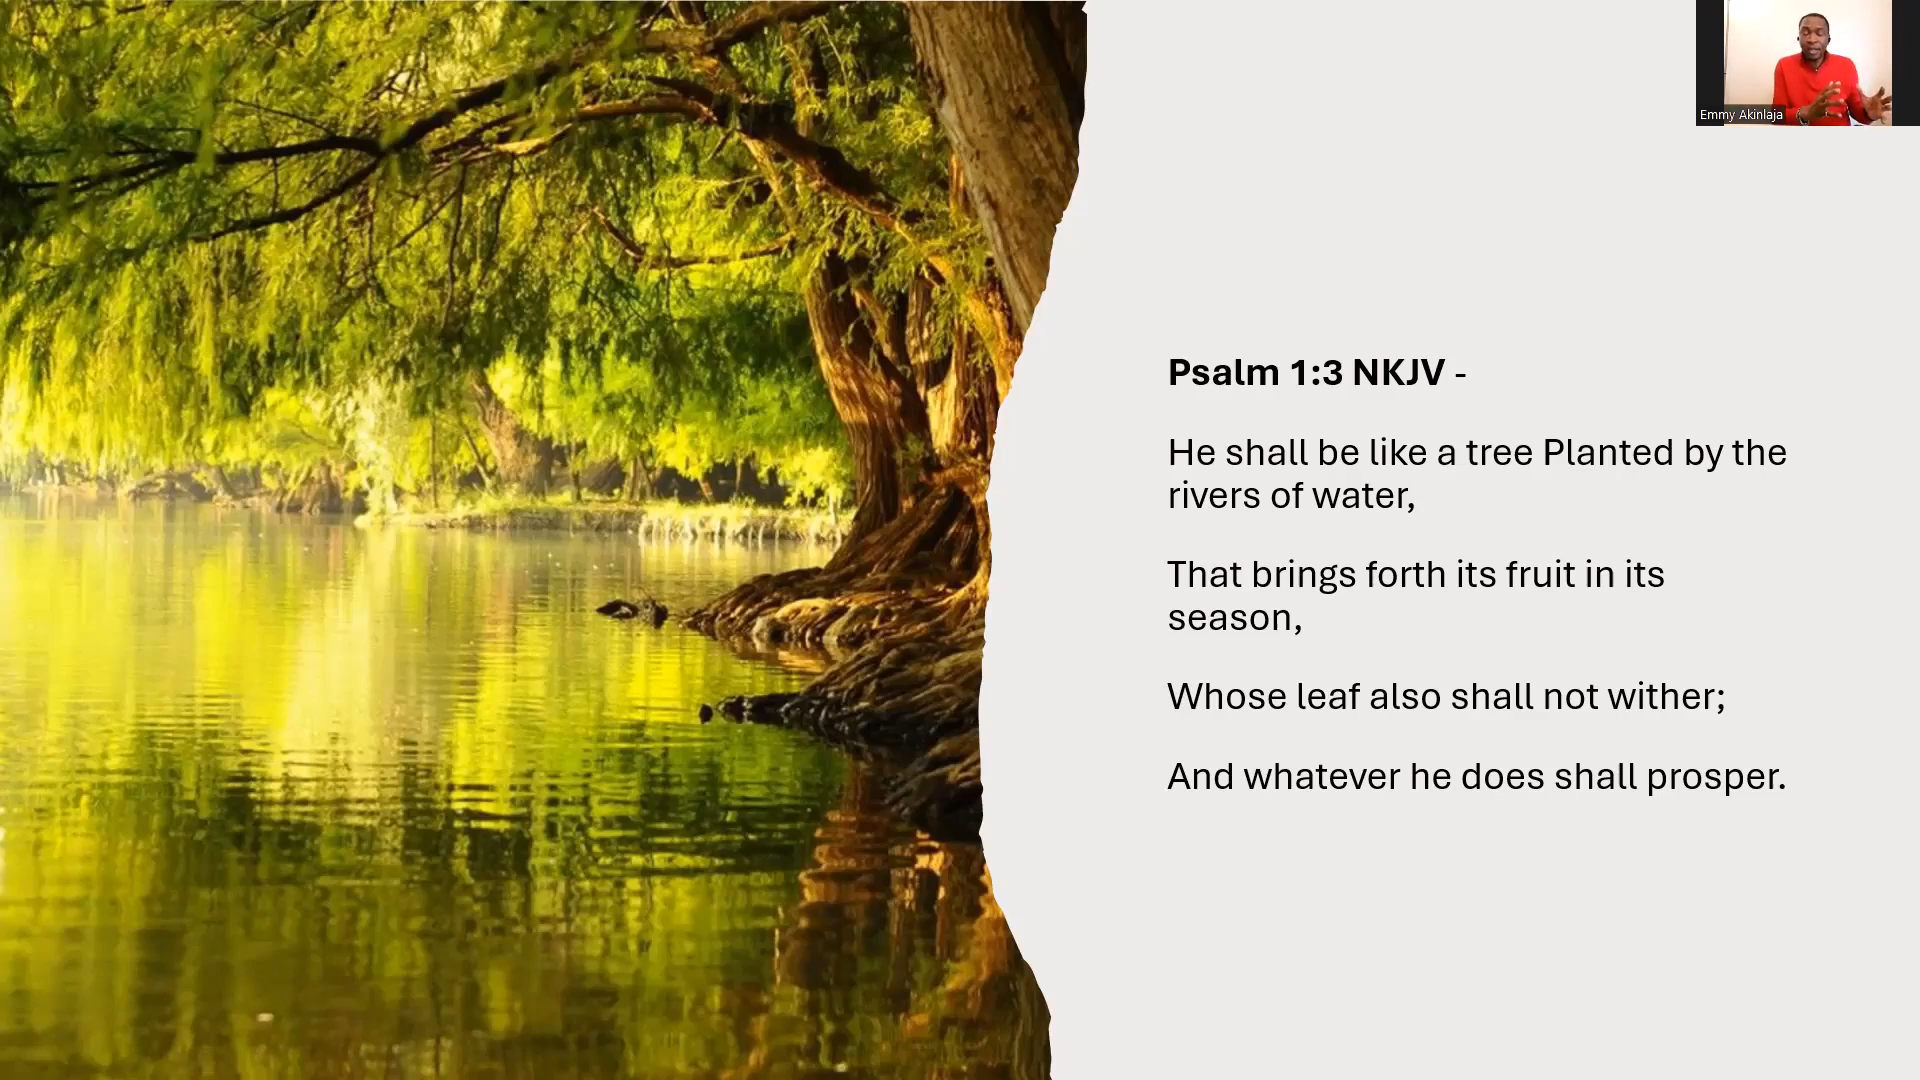 Emmy Akinlaja
Psalm 1:3 NKJV -
He shall be like a tree Planted by the
rivers of water,
That brings forth its fruit in its
season,
Whose leaf also shall not wither;
And whatever he does shall prosper.